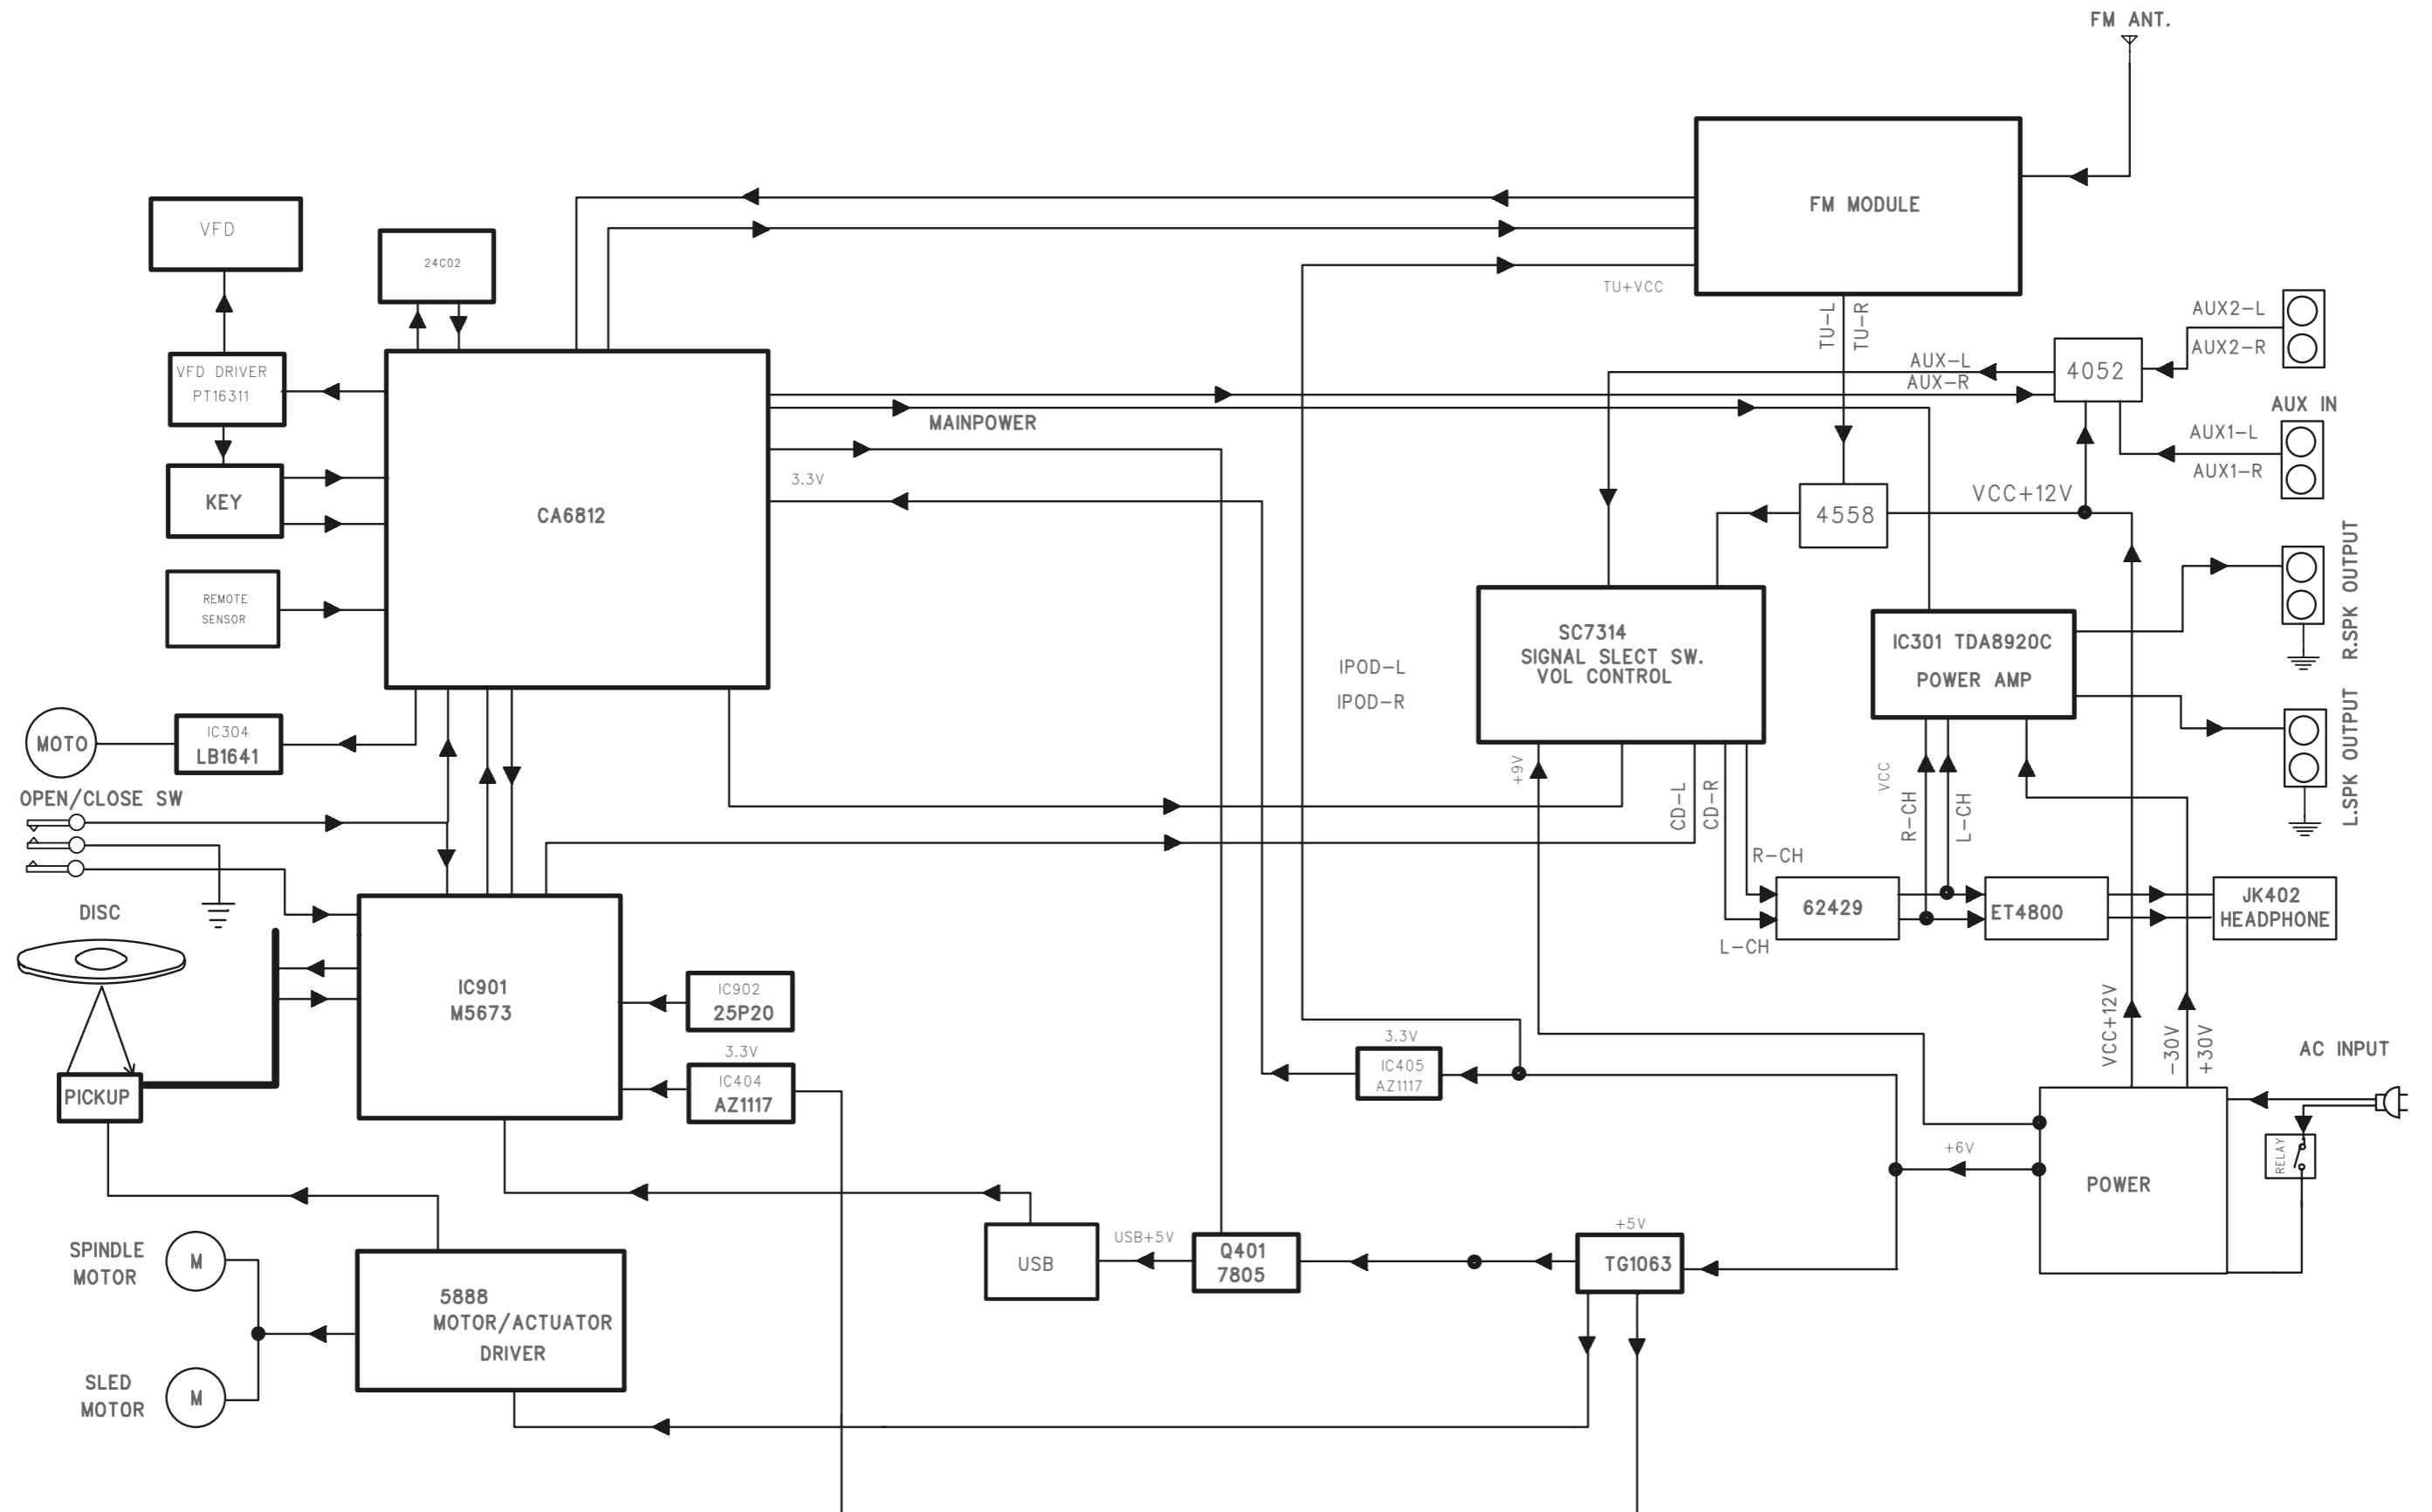 FM ANT.
FM MODULE
VFD
24C02
TU+VCC
TU-L
TU-R
AUX2-L
AUX2-R
VFD DRIVER
PT16311
AUX-L
AUX-R
4052
AUX IN
MAINPOWER
AUX1-L
AUX1-R
3.3V
KEY
CA6812
VCC+12V
4558
REMOTE
SENSOR
R.SPK OUTPUT
SC7314
SIGNAL SLECT SW.
VOL CONTROL
IPOD-L
IPOD-R
IC301 TDA8920C
POWER AMP
L.SPK OUTPUT
MOTO
IC304
LB1641
OPEN/CLOSE SW
+9V
CD-L
CD-R
VCC
R-CH
L-CH
R-CH
L-CH
62429
ET4800
JK402
HEADPHONE
DISC
IC901
M5673
IC902
25P20
3.3V
IC404
AZ1117
PICKUP
3.3V
IC405
AZ1117
VCC+12V
-30V
+30V
AC INPUT
RELAY
+6V
POWER
SPINDLE
MOTOR
M
USB
USB+5V
Q401
7805
+5V
TG1063
5888
MOTOR/ACTUATOR
DRIVER
SLED
MOTOR
M